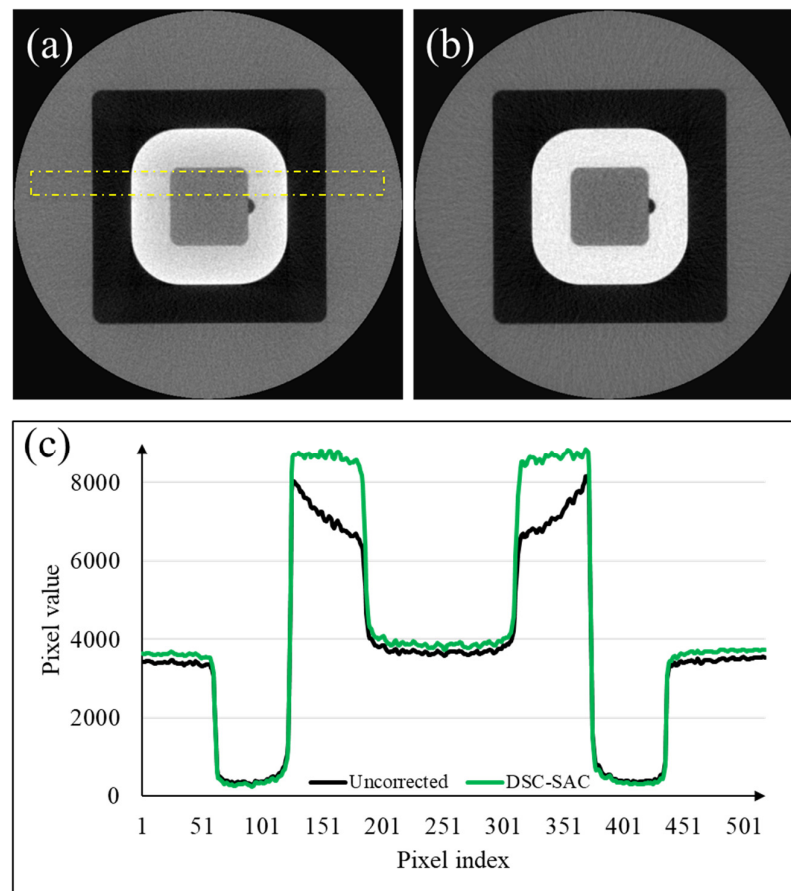 (a)
(b)
(c)
8000
6000
4000
2000
0
Pixel value
Uncorrected DSC-SAC
1 51 101 151 201 251 301 351 401 451 501
Pixel index